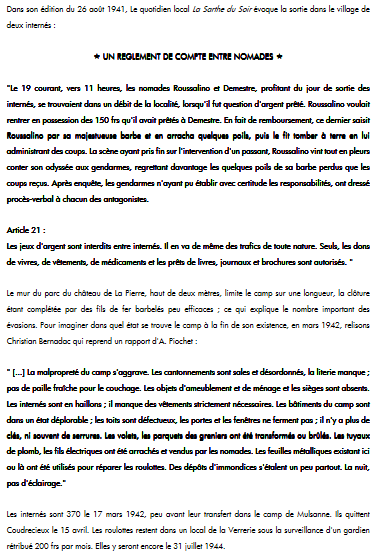 Dans son édition du 26 août 1941, Le quotidien local La Sarthe du Soir évoque la sortie dans le village de
deux internés :
★ UN REGLEMENT DE COMPTE ENTRE NOMADES ★
"Le 19 courant, vers 11 heures, les nomades Roussalino et Demestre, profitant du jour de sortie des
internés, se trouvaient dans un débit de la localité, lorsqu'il fut question d'argent prêté. Roussalino voulait
rentrer en possession des 150 frs qu'il avait prêtés à Demestre. En fait de remboursement, ce dernier saisit
Roussalino par sa majestueuse barbe et en arracha quelques poils, puis le fit tomber à terre en lui
administrant des coups. La scène ayant pris fin sur l'intervention d'un passant, Roussalino vint tout en pleurs
conter son odyssée aux gendarmes, regrettant davantage les quelques poils de sa barbe perdus que les
coups reçus. Après enquête, les gendarmes n'ayant pu établir avec certitude les responsabilités, ont dressé
procès-verbal à chacun des antagonistes.
Article 21 :
Les jeux d'argent sont interdits entre internés. Il en va de même des trafics de toute nature. Seuls, les dons
de vivres, de vêtements, de médicaments et les prêts de livres, journaux et brochures sont autorisés. "
Le mur du parc du château de La Pierre, haut de deux mètres, limite le camp sur une longueur, la clôture
étant complétée par des fils de fer barbelés peu efficaces ; ce qui explique le nombre important des
évasions. Pour imaginer dans quel état se trouve le camp à la fin de son existence, en mars 1942, relisons
Christian Bernadac qui reprend un rapport d'A. Piochet :
" [...] La malpropreté du camp s'aggrave. Les cantonnements sont sales et désordonnés, la literie manque ;
pas de paille fraîche pour le couchage. Les objets d'ameublement et de ménage et les sièges sont absents.
Les internés sont en haillons ; il manque des vêtements strictement nécessaires. Les bâtiments du camp sont
dans un état déplorable ; les toits sont défectueux, les portes et les fenêtres ne ferment pas ; il n'y a plus de
clés, ni souvent de serrures. Les volets, les parquets des greniers ont été transformés ou brûlés. Les tuyaux
de plomb, les fils électriques ont été arrachés et vendus par les nomades. Les feuilles métalliques existant ici
ou là ont été utilisés pour réparer les roulottes. Des dépôts d'immondices s'étalent un peu partout. La nuit,
pas d'éclairage."
Les internés sont 370 le 17 mars 1942, peu avant leur transfert dans le camp de Mulsanne. Ils quittent
Coudrecieux le 15 avril. Les roulottes restent dans un local de la Verrerie sous la surveillance d'un gardien
rétribué 200 frs par mois. Elles y seront encore le 31 juillet 1944.